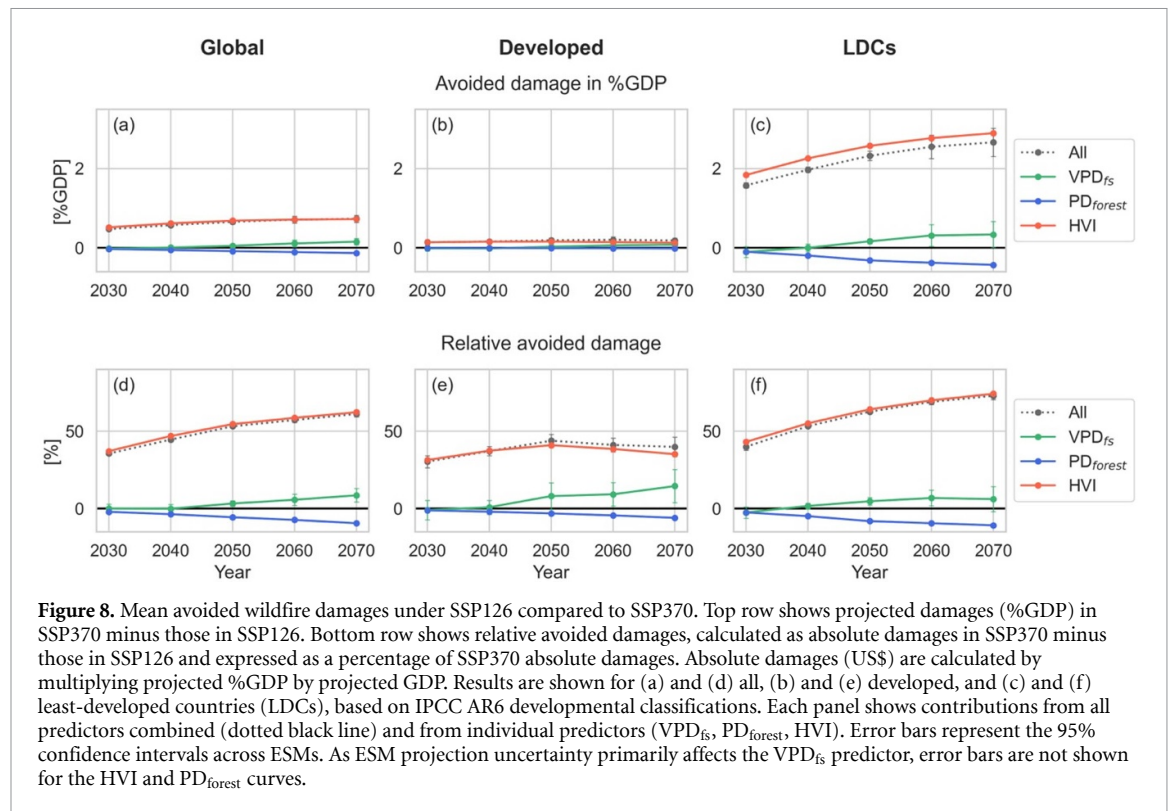 Global Developed LDCs
Avoided damage in %GDP
(a) (b) (c)
[%GDP]
2
0
2
0
2
0
2030 2040 2050 2060 2070
2030 2040 2050 2060 2070
2030 2040 2050 2060 2070
All
VPD_fs
PD_forest
HVI
Relative avoided damage
(d) (e) (f)
[%]
50
0
50
0
50
0
2030 2040 2050 2060 2070
2030 2040 2050 2060 2070
2030 2040 2050 2060 2070
Year Year Year
All
VPD_fs
PD_forest
HVI
Figure 8. Mean avoided wildfire damages under SSP126 compared to SSP370. Top row shows projected damages (%GDP) in
SSP370 minus those in SSP126. Bottom row shows relative avoided damages, calculated as absolute damages in SSP370 minus
those in SSP126 and expressed as a percentage of SSP370 absolute damages. Absolute damages (US$) are calculated by
multiplying projected %GDP by projected GDP. Results are shown for (a) and (d) all, (b) and (e) developed, and (c) and (f)
least-developed countries (LDCs), based on IPCC AR6 developmental classifications. Each panel shows contributions from all
predictors combined (dotted black line) and from individual predictors (VPD_fs, PD_forest, HVI). Error bars represent the 95%
confidence intervals across ESMs. As ESM projection uncertainty primarily affects the VPD_fs predictor, error bars are not shown
for the HVI and PD_forest curves.